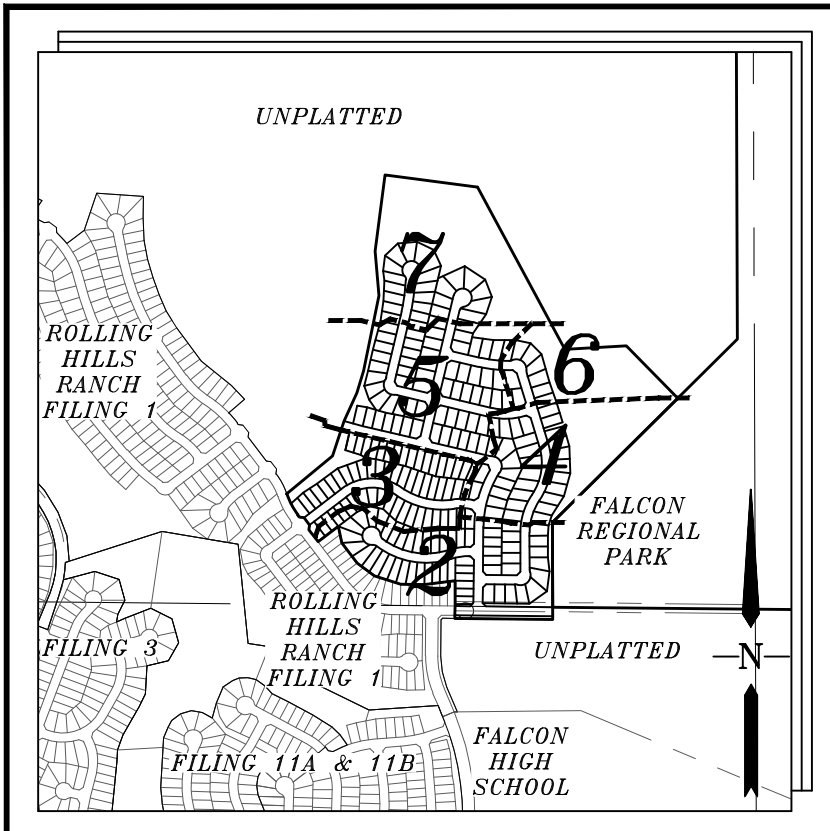 UNPLATTED
7
ROLLING
HILLS
RANCH
FILING 1
6
5
1
3
FALCON
REGIONAL
PARK
2
ROLLING
HILLS
RANCH
FILING 1
FILING 3
UNPLATTED
N
FALCON
HIGH
SCHOOL
FILING 11A & 11B